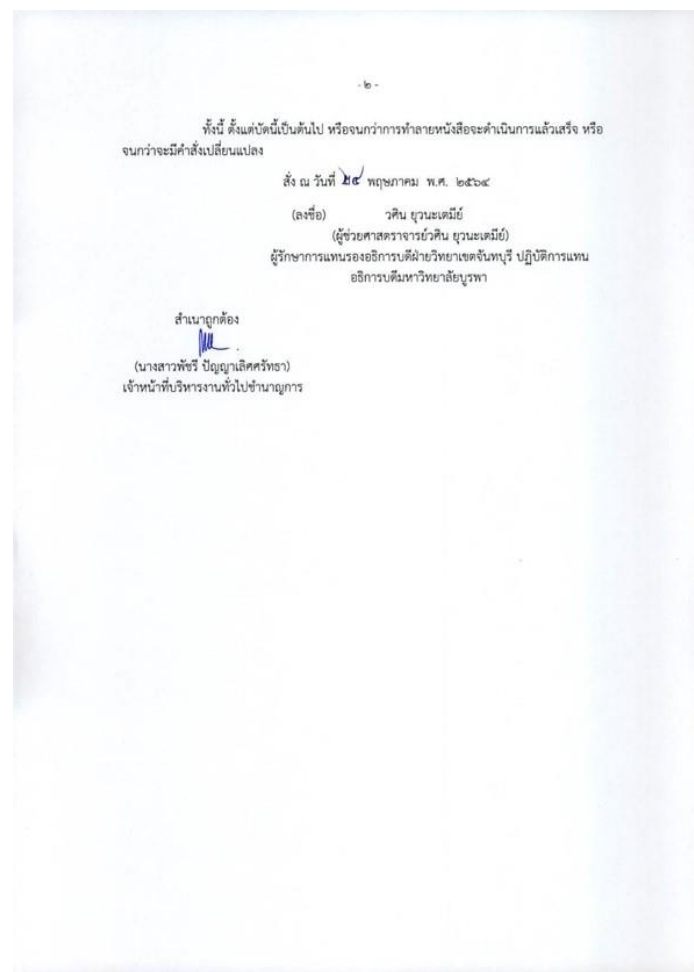 - ๒ -
ทั้งนี้ ตั้งแต่บัดนี้เป็นต้นไป หรือจนกว่าการทำลายหนังสือจะดำเนินการแล้วเสร็จ หรือ
จนกว่าจะมีคำสั่งเปลี่ยนแปลง
สั่ง ณ วันที่ ๒๔ พฤษภาคม พ.ศ. ๒๕๖๔
(ลงชื่อ) วศิน ยุวนะเตมีย์
(ผู้ช่วยศาสตราจารย์วศิน ยุวนะเตมีย์)
ผู้รักษาการแทนรองอธิการบดีฝ่ายวิทยาเขตจันทบุรี ปฏิบัติการแทน
อธิการบดีมหาวิทยาลัยบูรพา
สำเนาถูกต้อง
(นางสาวพัชรี ปัญญาเลิศศรัทธา)
เจ้าหน้าที่บริหารงานทั่วไปชำนาญการ